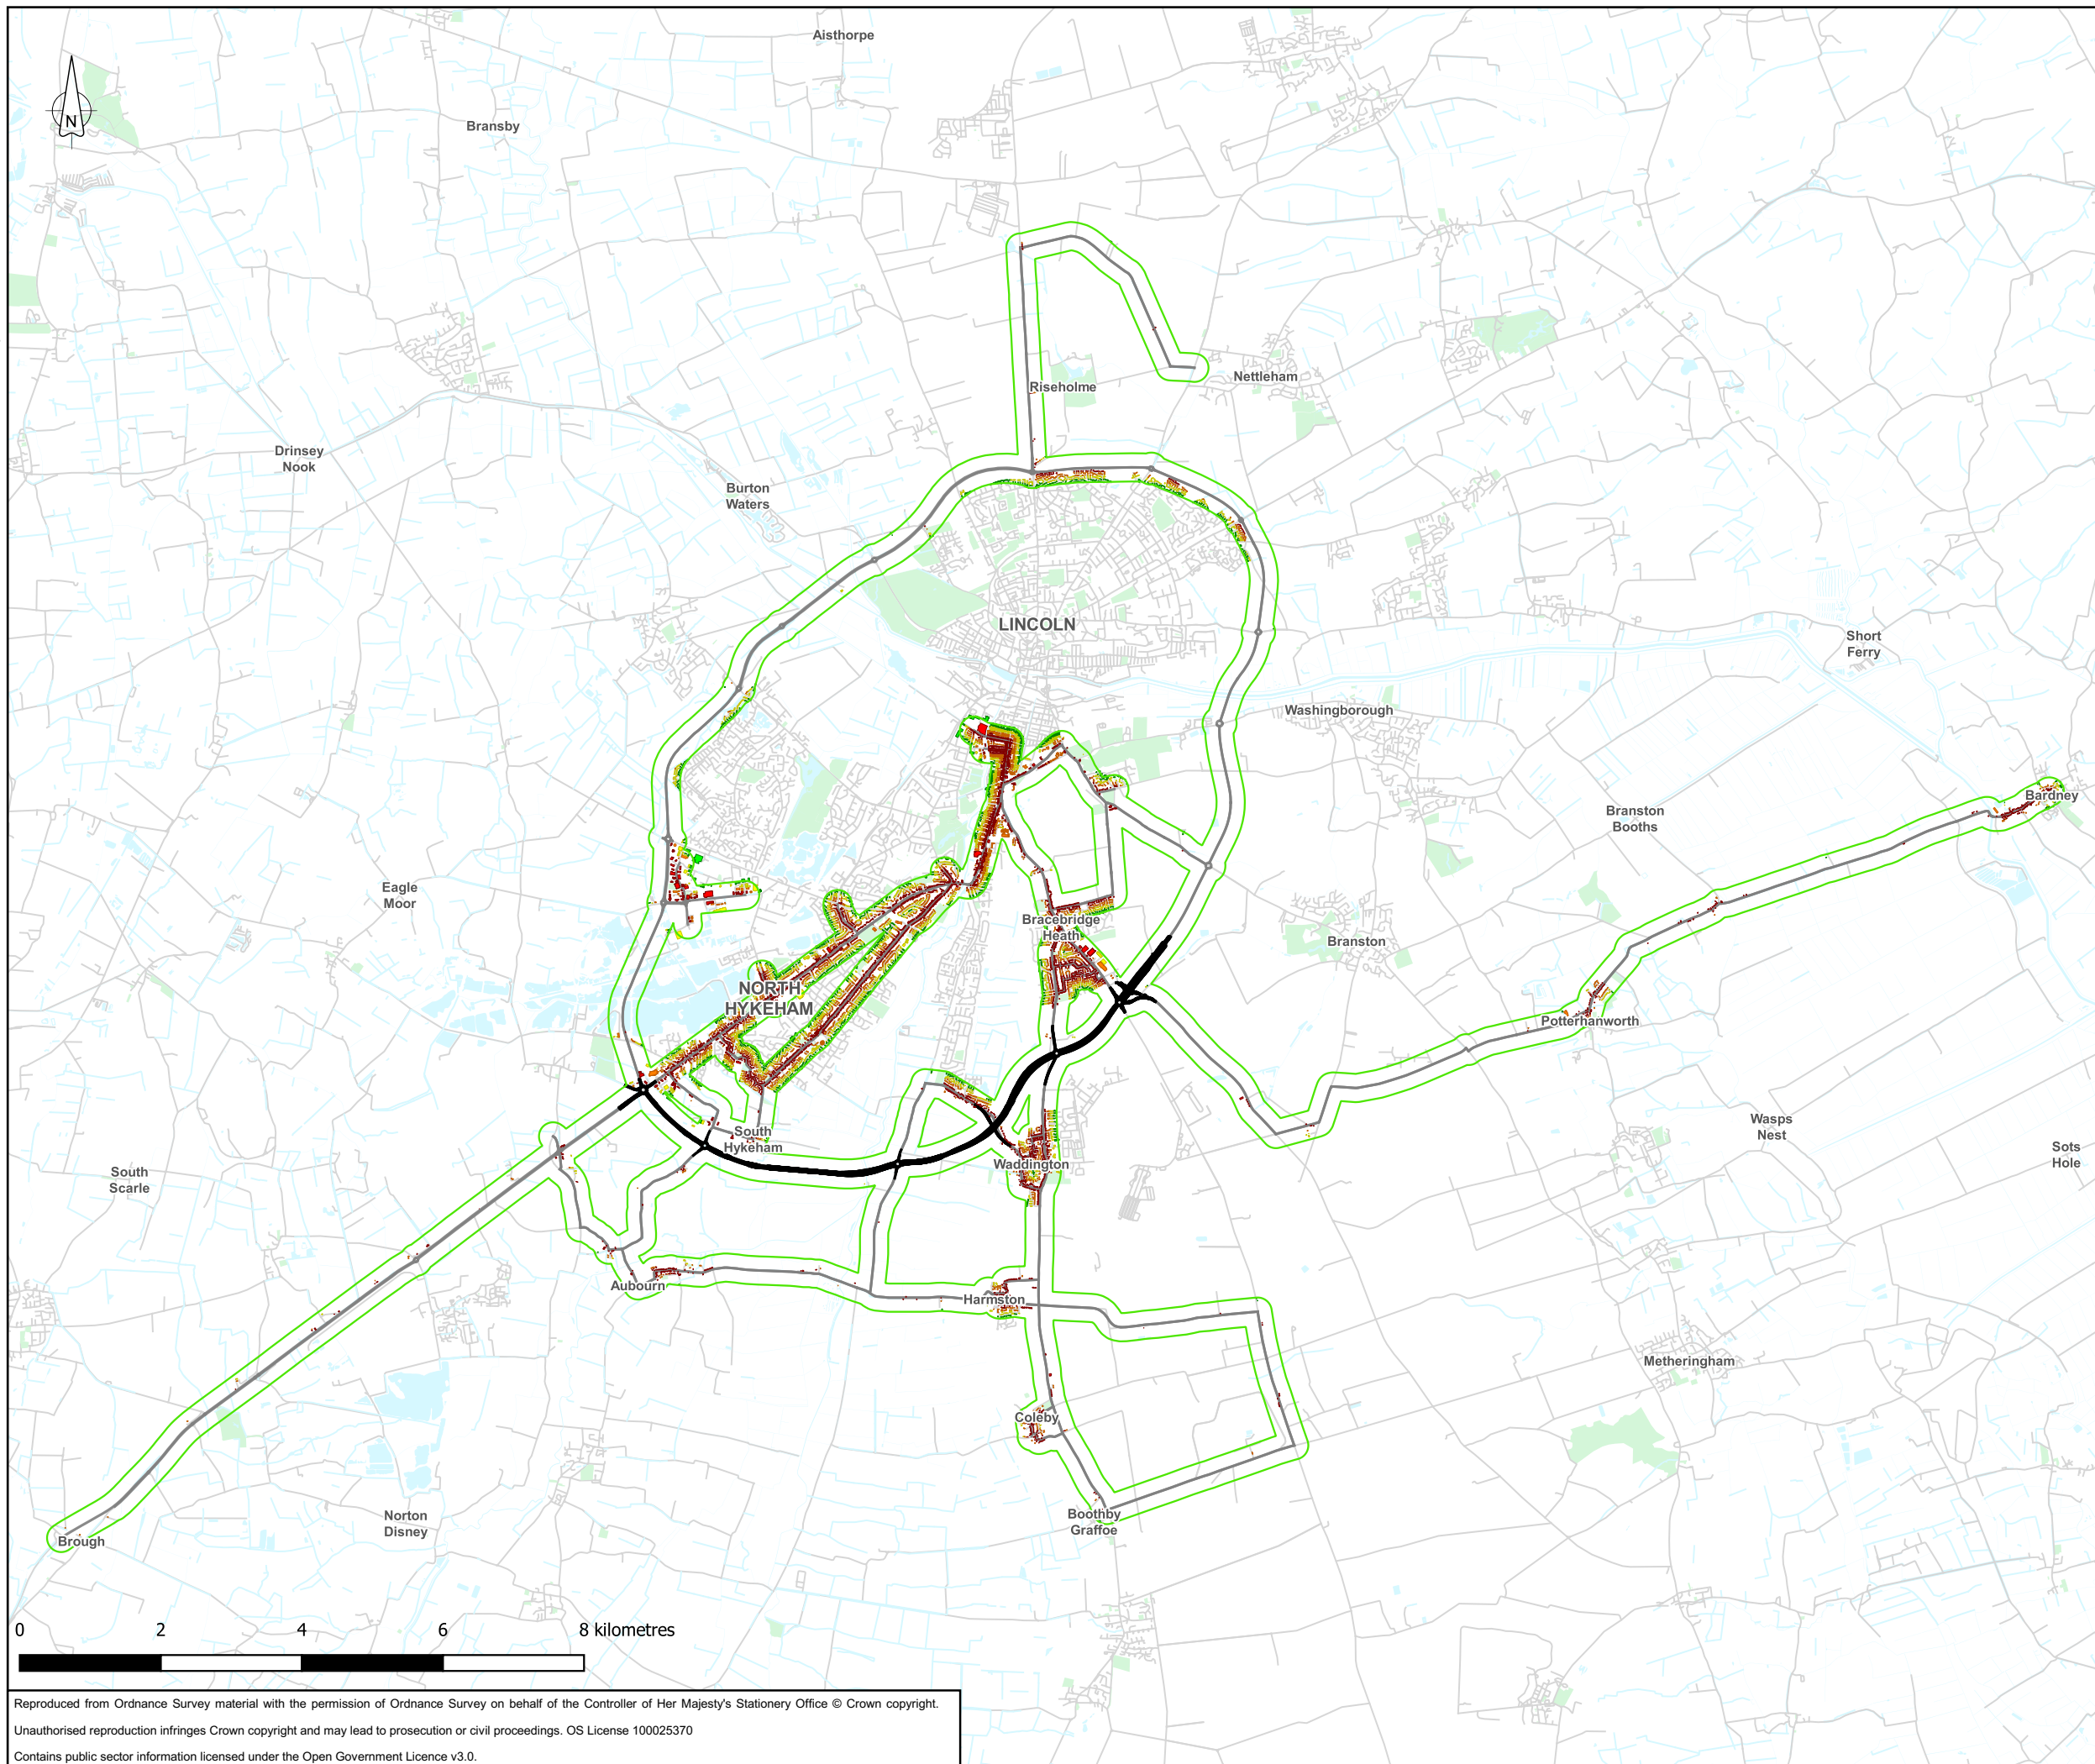 Aisthorpe
N
Bransby
Riseholme
Nettleham
Drinsey
Nook
Burton
Waters
LINCOLN
Short
Ferry
Washingborough
Bardney
Branston
Booths
Eagle
Moor
Bracebridge
Heath
Branston
NORTH
HYKEHAM
Potterhanworth
Wasps
Nest
South
Hykeham
Sots
Hole
Waddington
South
Scarle
Aubourn
Harmston
Metheringham
Coleby
Norton
Disney
Boothby
Graffoe
Brough
0 2 4 6 8 kilometres
Reproduced from Ordnance Survey material with the permission of Ordnance Survey on behalf of the Controller of Her Majesty's Stationery Office © Crown copyright.
Unauthorised reproduction infringes Crown copyright and may lead to prosecution or civil proceedings. OS License 100025370
Contains public sector information licensed under the Open Government Licence v3.0.